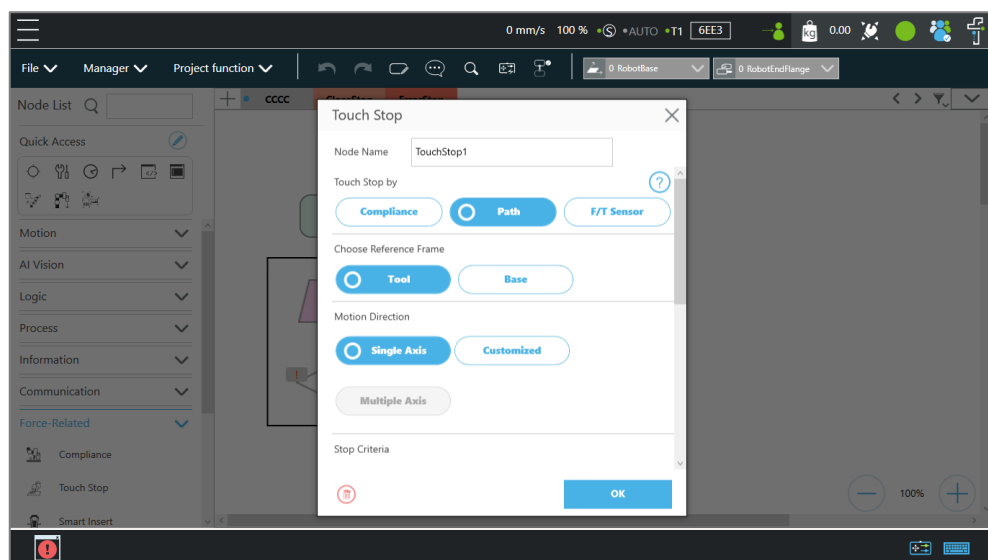 0 mm/s 100 % S AUTO T1 6EE3 kg 0.00
File Manager Project function 0 RobotBase 0 RobotEndFlange
Node List
cccc CloseStop ErrorStop
Quick Access
Motion
AI Vision
Logic
Process
Information
Communication
Force-Related
Compliance
Touch Stop
Smart Insert
Touch Stop
Node Name TouchStop1
Touch Stop by
?
Compliance Path F/T Sensor
Choose Reference Frame
Tool Base
Motion Direction
Single Axis Customized
Multiple Axis
Stop Criteria
OK
100%